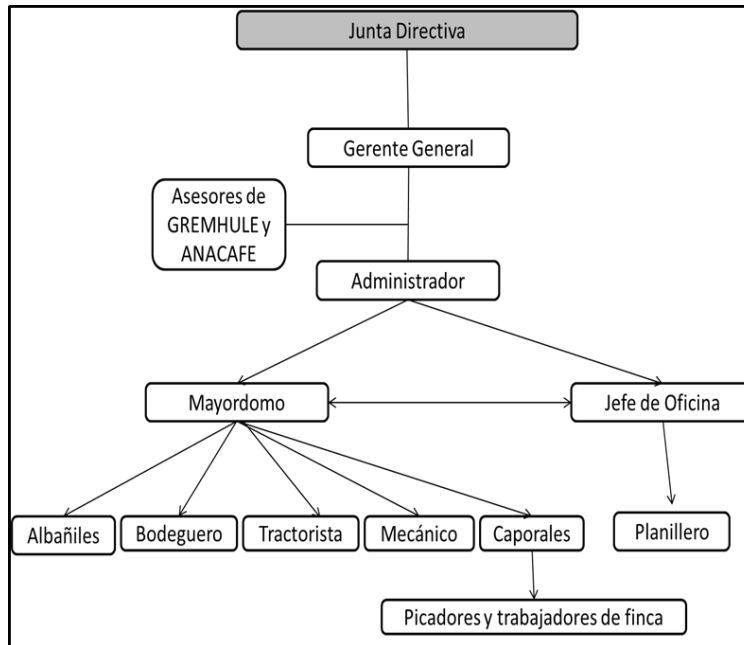 Junta Directiva
Gerente General
Asesores de
GREMHULE y
ANACAFE
Administrador
Mayordomo
Jefe de Oficina
Albañiles
Bodeguero
Tractorista
Mecánico
Caporales
Planillero
Picadores y trabajadores de finca